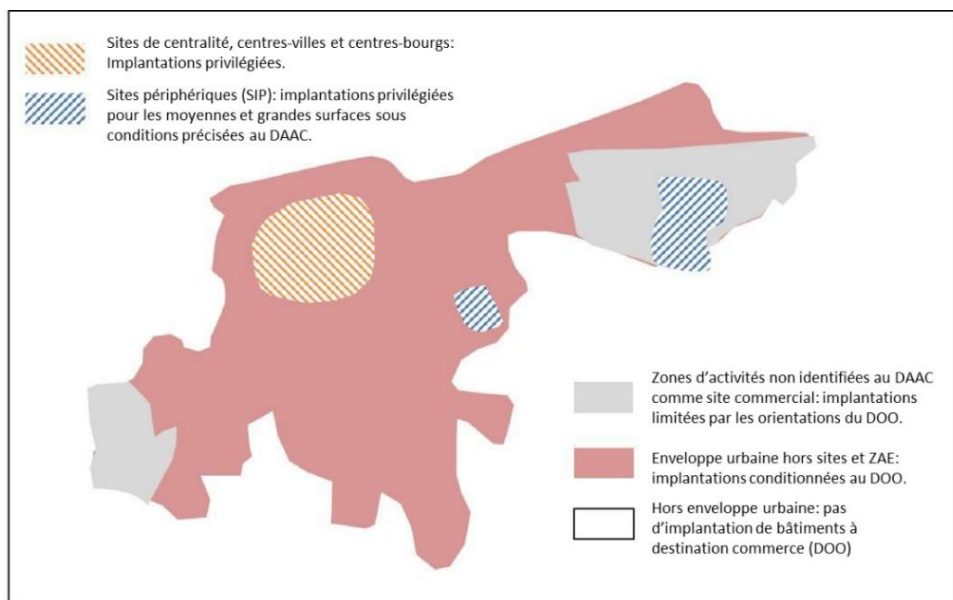 Sites de centralité, centres-villes et centres-bourgs:
Implantations privilégiées.
Sites périphériques (SIP): implantations privilégiées
pour les moyennes et grandes surfaces sous
conditions précisées au DAAC.
Zones d'activités non identifiées au DAAC
comme site commercial: implantations
limitées par les orientations du DOO.
Enveloppe urbaine hors sites et ZAE:
implantations conditionnées au DOO.
Hors enveloppe urbaine: pas
d'implantation de bâtiments à
destination commerce (DOO)